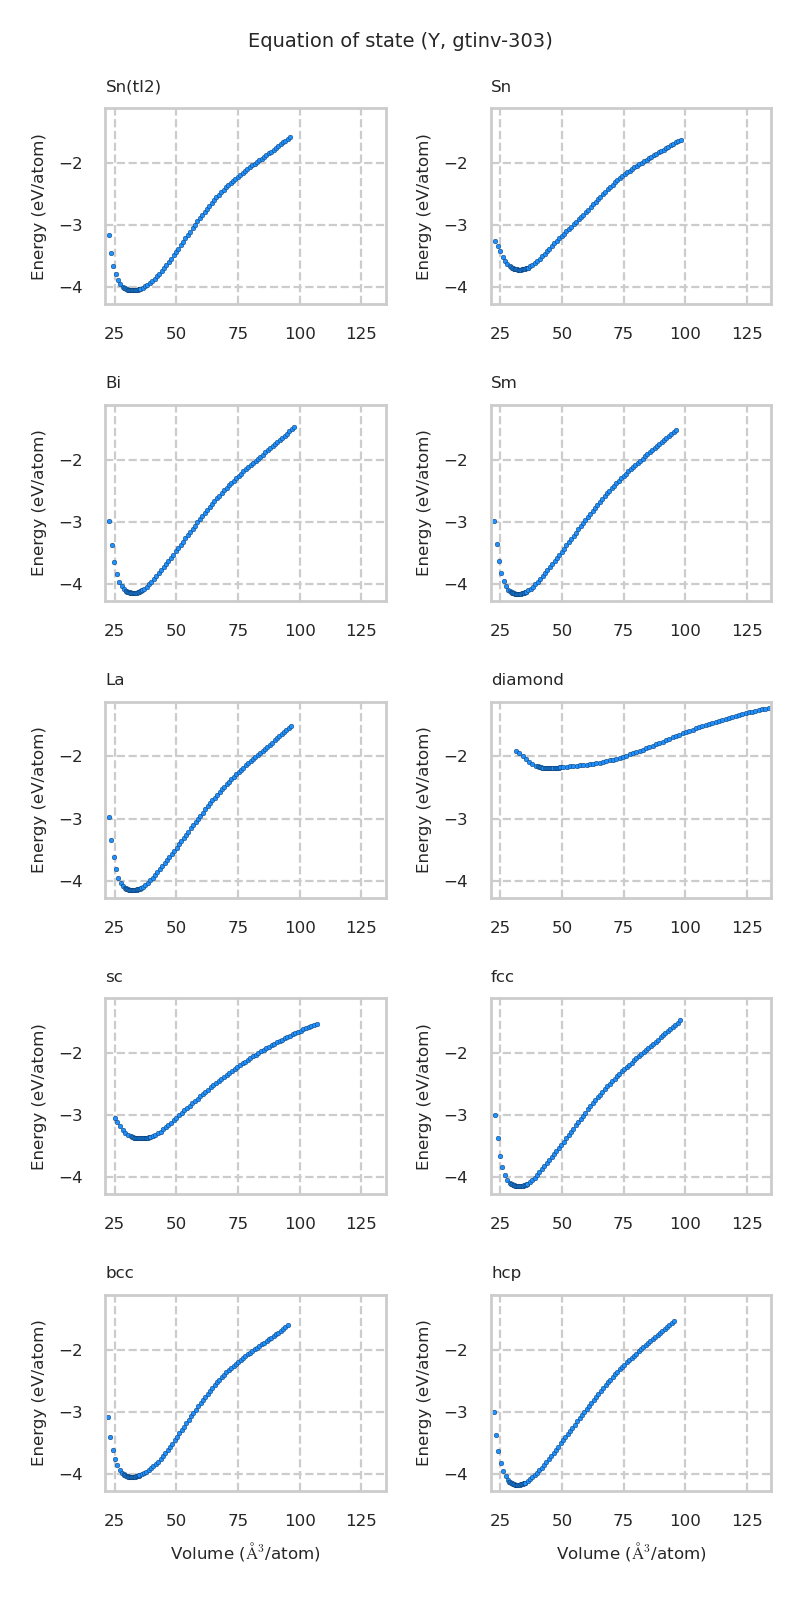 Equation of state (Y, gtinv-303)
Sn(tI2)
Energy (eV/atom)
−2
−3
−4
25 50 75 100 125
Sn
Energy (eV/atom)
−2
−3
−4
25 50 75 100 125
Bi
Energy (eV/atom)
−2
−3
−4
25 50 75 100 125
Sm
Energy (eV/atom)
−2
−3
−4
25 50 75 100 125
La
Energy (eV/atom)
−2
−3
−4
25 50 75 100 125
diamond
Energy (eV/atom)
−2
−3
−4
25 50 75 100 125
sc
Energy (eV/atom)
−2
−3
−4
25 50 75 100 125
fcc
Energy (eV/atom)
−2
−3
−4
25 50 75 100 125
bcc
Energy (eV/atom)
−2
−3
−4
25 50 75 100 125
Volume (Å³/atom)
hcp
Energy (eV/atom)
−2
−3
−4
25 50 75 100 125
Volume (Å³/atom)